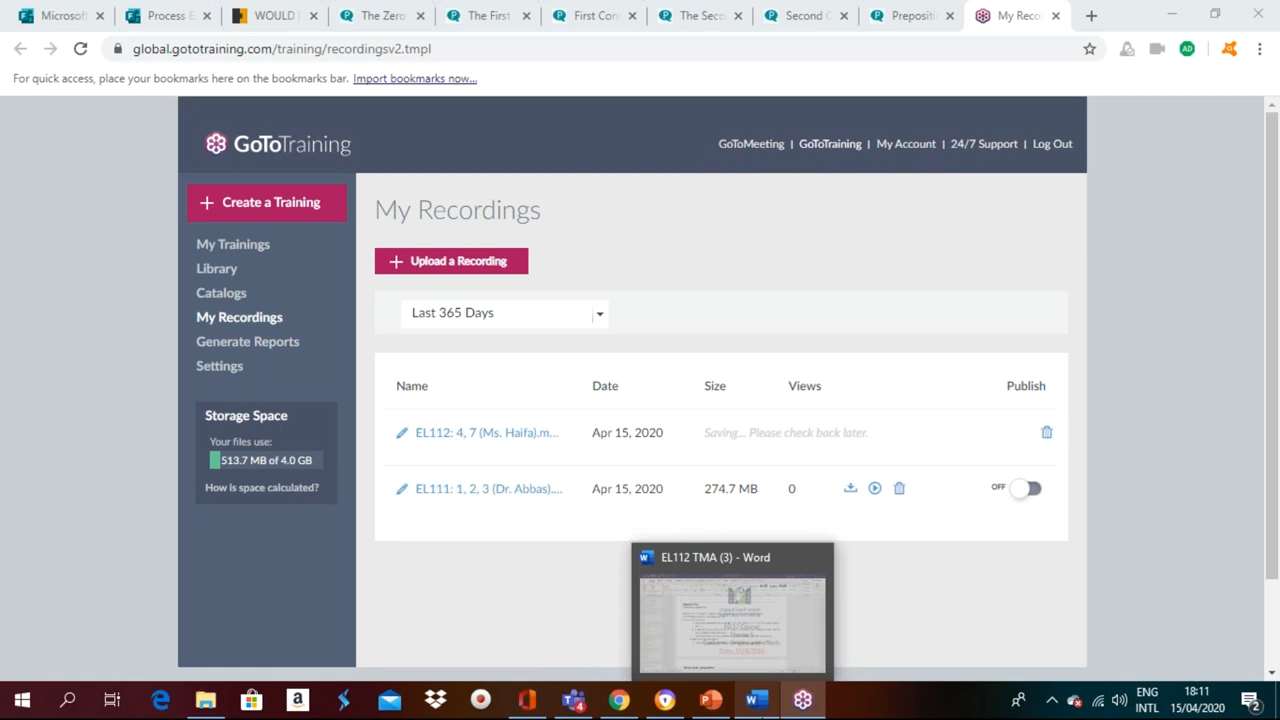 Microsoft
Process E
WOULD
The Zero
The First
First Con
The Seco
Second C
Prepositi
My Reco
global.gototraining.com/training/recordingsv2.tmpl
For quick access, place your bookmarks here on the bookmarks bar. Import bookmarks now...
GoToTraining
GoToMeeting | GoToTraining | My Account | 24/7 Support | Log Out
+ Create a Training
My Trainings
Library
Catalogs
My Recordings
Generate Reports
Settings
Storage Space
Your files use:
513.7 MB of 4.0 GB
How is space calculated?
My Recordings
+ Upload a Recording
Last 365 Days
Name Date Size Views Publish
EL112: 4, 7 (Ms. Haifa).m... Apr 15, 2020 Saving... Please check back later.
EL111: 1, 2, 3 (Dr. Abbas).... Apr 15, 2020 274.7 MB 0 OFF
EL112 TMA (3) - Word
ENG 18:11
INTL 15/04/2020